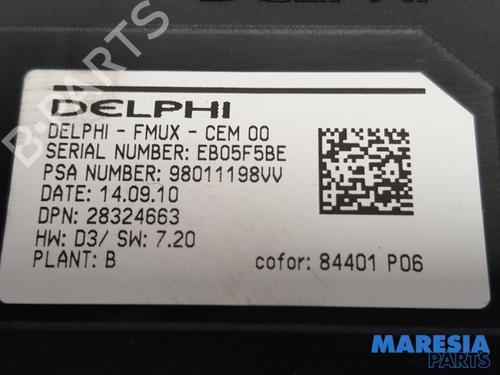 DELPHI
DELPHI
DELPHI - FMUX - CEM 00
SERIAL NUMBER: EB05F5BE
PSA NUMBER: 98011198VV
DATE: 14.09.10
DPN: 28324663
HW: D3/ SW: 7.20
PLANT: B
cofor: 84401 P06
B-PARTS
MARESIA
PARTS